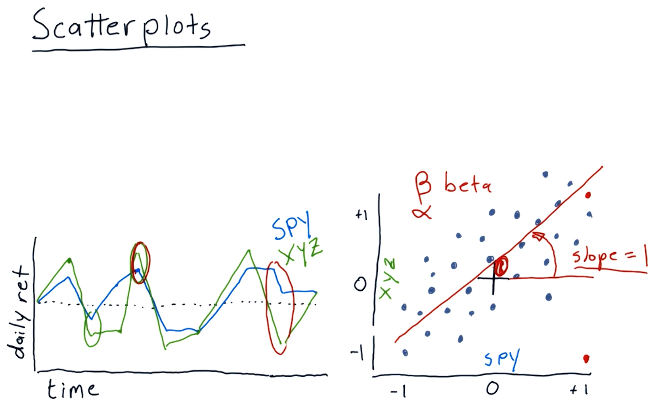 Scatterplots
SPY
XYZ
daily ret
time
β beta
α
slope = 1
+1
0
-1
XYZ
SPY
-1 0 +1